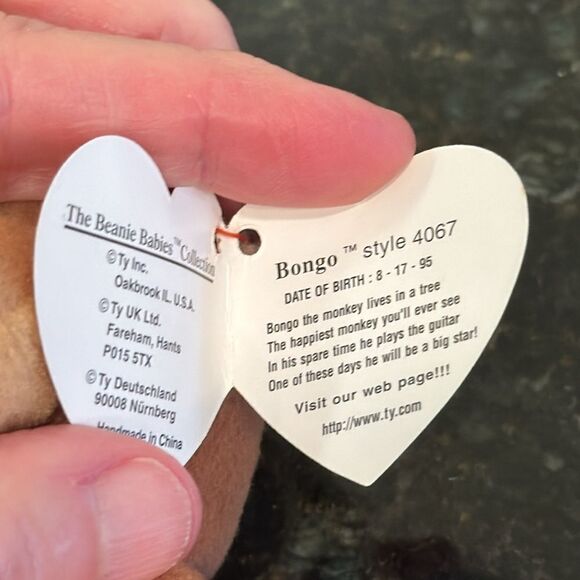 The Beanie Babies™ Collection
© Ty Inc.
Oakbrook IL, U.S.A.
© Ty UK Ltd.
Fareham, Hants
P015 5TX
© Ty Deutschland
90008 Nürnberg
Handmade in China
Bongo ™ style 4067
DATE OF BIRTH : 8 - 17 - 95
Bongo the monkey lives in a tree
The happiest monkey you'll ever see
In his spare time he plays the guitar
One of these days he will be a big star!
Visit our web page!!!
http://www.ty.com